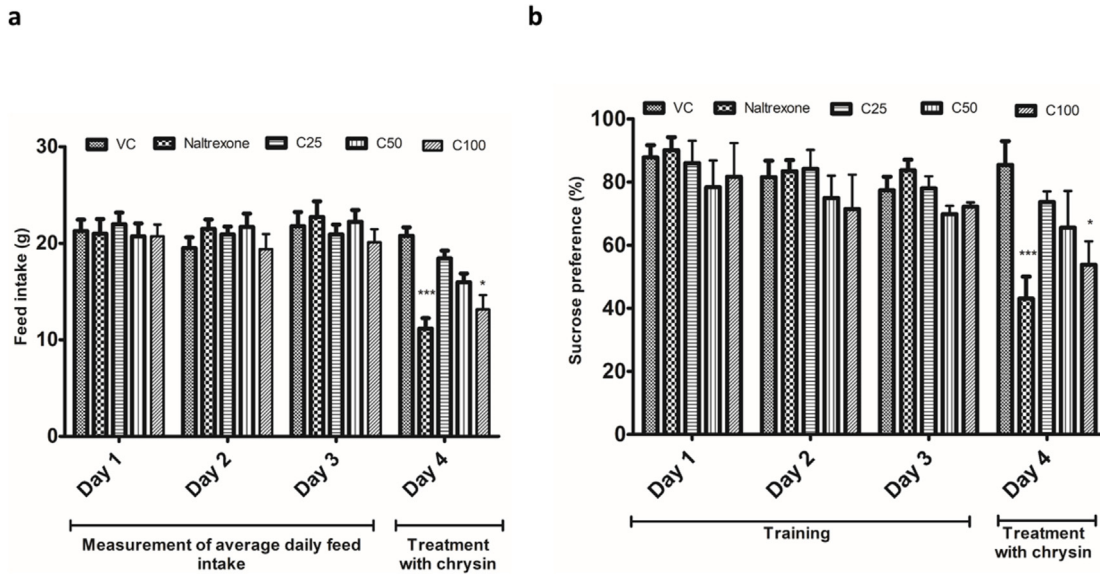 a
VC Naltrexone C25 C50 C100
Feed intake (g)
30
20
10
0
*** *
Day 1 Day 2 Day 3 Day 4
Measurement of average daily feed
intake
Treatment
with chrysin
b
VC Naltrexone C25 C50 C100
Sucrose preference (%)
100
80
60
40
20
0
*** *
Day 1 Day 2 Day 3 Day 4
Training
Treatment
with chrysin